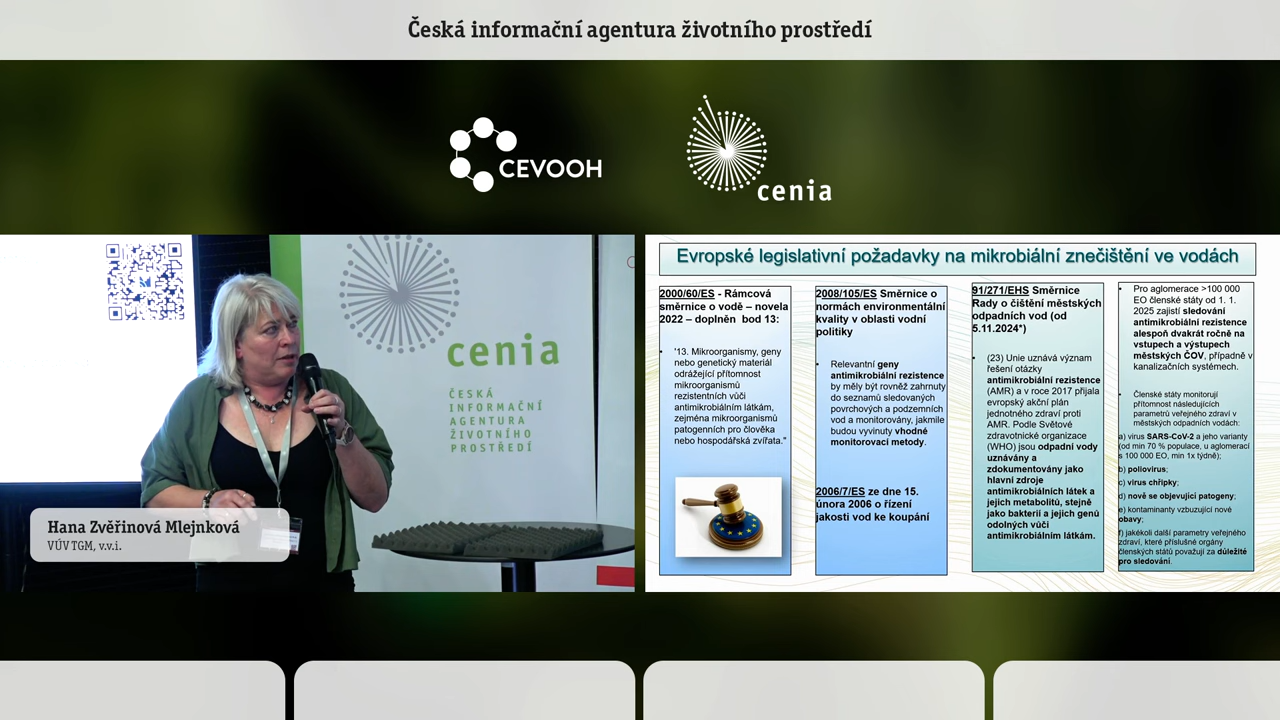 Česká informační agentura životního prostředí
CEVOOH
cenia
cenia
ČESKÁ
INFORMAČNÍ
AGENTURA
ŽIVOTNÍHO
PROSTŘEDÍ
Hana Zvěřinová Mlejnková
VÚV TGM, v.v.i.
Evropské legislativní požadavky na mikrobiální znečištění ve vodách
2000/60/ES - Rámcová
směrnice o vodě – novela
2022 – doplněn bod 13:
• '13. Mikroorganismy, geny
nebo genetický materiál
odrážející přítomnost
mikroorganismů
rezistentních vůči
antimikrobiálním látkám,
zejména mikroorganismů
patogenních pro člověka
nebo hospodářská zvířata."
2008/105/ES Směrnice o
normách environmentální
kvality v oblasti vodní
politiky
• Relevantní geny
antimikrobiální rezistence
by měly být rovněž zahrnuty
do seznamů sledovaných
povrchových a podzemních
vod a monitorovány, jakmile
budou vyvinuty vhodné
monitorovací metody.
2006/7/ES ze dne 15.
února 2006 o řízení
jakosti vod ke koupání
91/271/EHS Směrnice
Rady o čištění městských
odpadních vod (od
5.11.2024*)
• (23) Unie uznává význam
řešení otázky
antimikrobiální rezistence
(AMR) a v roce 2017 přijala
evropský akční plán
jednotného zdraví proti
AMR. Podle Světové
zdravotnické organizace
(WHO) jsou odpadní vody
uznávány a
zdokumentovány jako
hlavní zdroje
antimikrobiálních látek a
jejich metabolitů, stejně
jako bakterií a jejich genů
odolných vůči
antimikrobiálním látkám.
• Pro aglomerace >100 000
EO členské státy od 1. 1.
2025 zajistí sledování
antimikrobiální rezistence
alespoň dvakrát ročně na
vstupech a výstupech
městských ČOV, případně v
kanalizačních systémech.
• Členské státy monitorují
přítomnost následujících
parametrů veřejného zdraví v
městských odpadních vodách:
a) virus SARS-CoV-2 a jeho varianty
(od min 70 % populace, u aglomerací
s 100 000 EO, min 1x týdně);
b) poliovirus;
c) virus chřipky;
d) nově se objevující patogeny;
e) kontaminanty vzbuzující nové
obavy;
f) jakékoli další parametry veřejného
zdraví, které příslušné orgány
členských států považují za důležité
pro sledování.